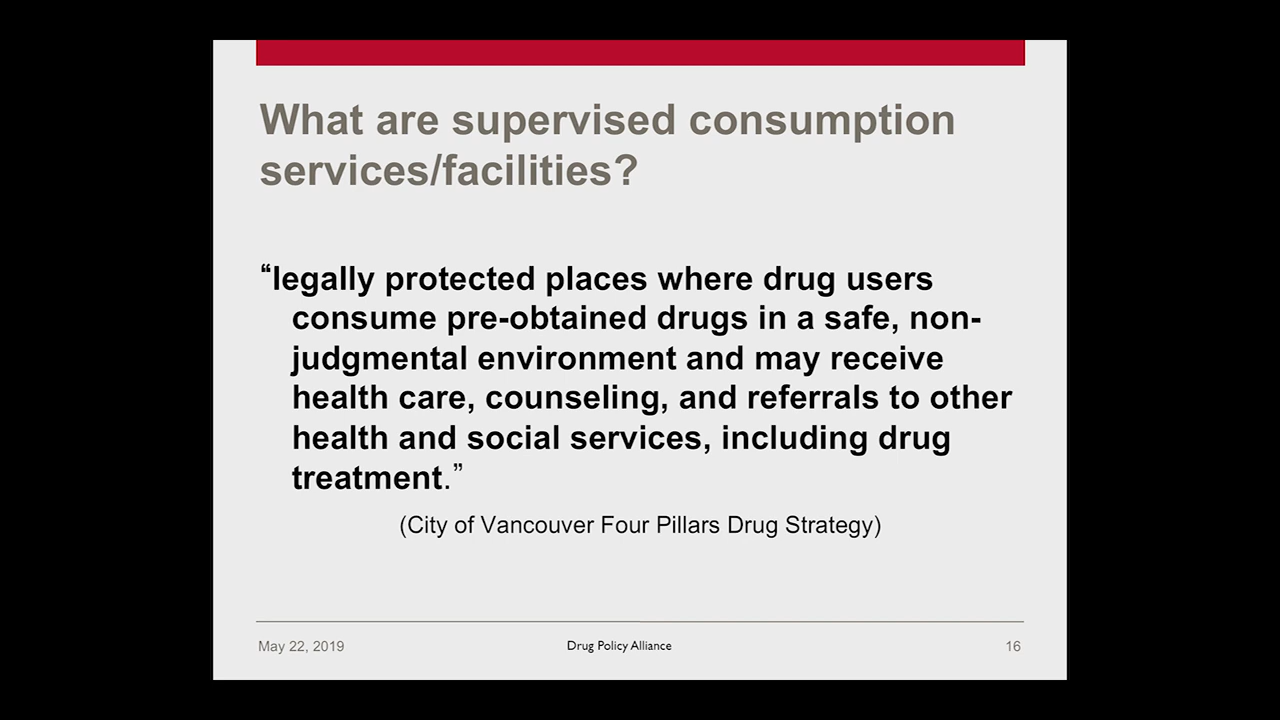 What are supervised consumption
services/facilities?
“legally protected places where drug users
consume pre-obtained drugs in a safe, non-
judgmental environment and may receive
health care, counseling, and referrals to other
health and social services, including drug
treatment.”
(City of Vancouver Four Pillars Drug Strategy)
May 22, 2019
Drug Policy Alliance
16